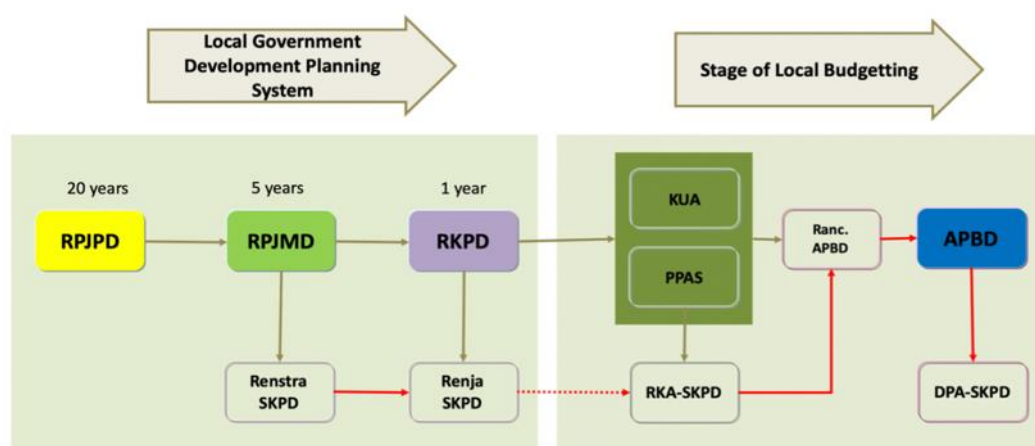 Local Government
Development Planning
System
Stage of Local Budgetting
20 years
5 years
1 year
RPJPD
RPJMD
RKPD
KUA
PPAS
Ranc.
APBD
APBD
Renstra
SKPD
Renja
SKPD
RKA-SKPD
DPA-SKPD